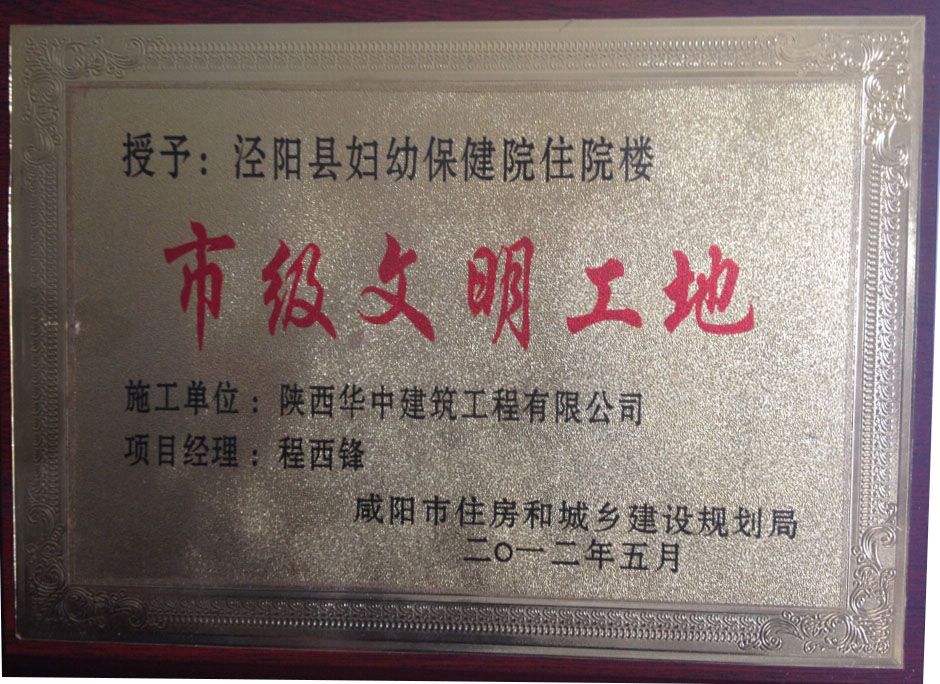 授予：泾阳县妇幼保健院住院楼
市级文明工地
施工单位：陕西华中建筑工程有限公司
项目经理：程西锋
咸阳市住房和城乡建设规划局
二〇一二年五月